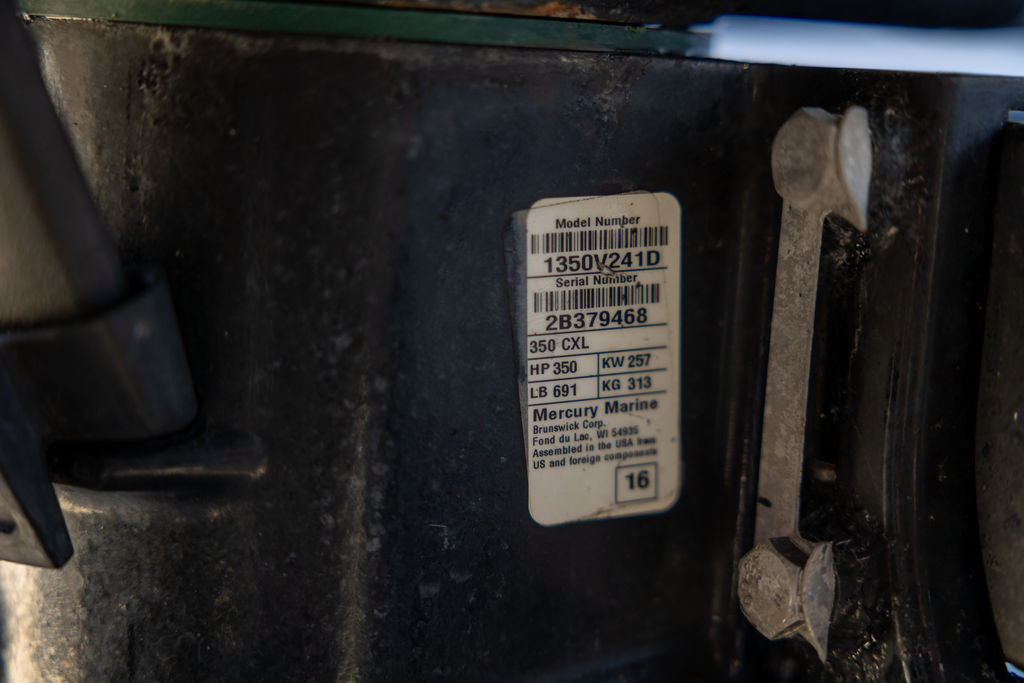 Model Number
1350V241D
Serial Number
2B379468
350 CXL
HP 350 KW 257
LB 691 KG 313
Mercury Marine
Brunswick Corp.
Fond du Lac, WI 54935
Assembled in the USA from
US and foreign components
16